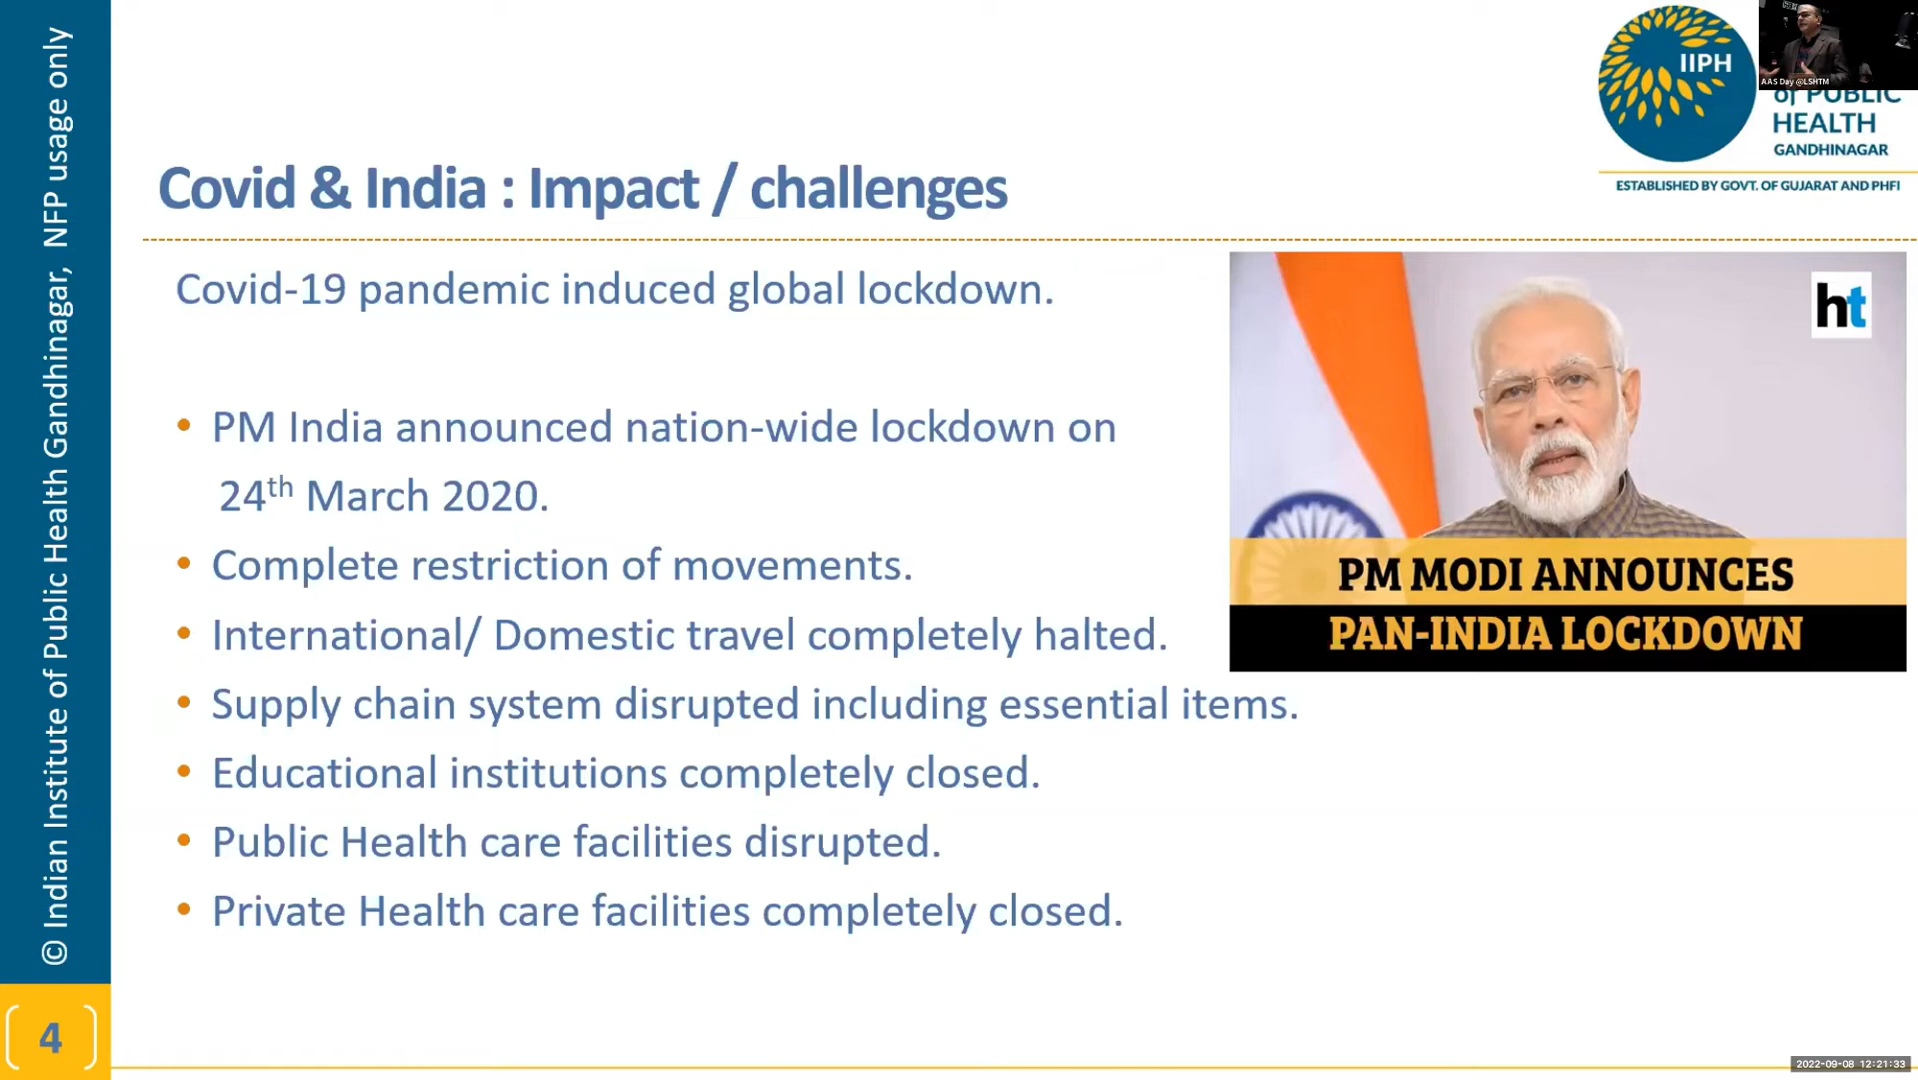 © Indian Institute of Public Health Gandhinagar, NFP usage only
IIPH
AAS Day @LSHTM
of PUBLIC
HEALTH
GANDHINAGAR
ESTABLISHED BY GOVT. OF GUJARAT AND PHFI
Covid & India : Impact / challenges
Covid-19 pandemic induced global lockdown.
• PM India announced nation-wide lockdown on
24th March 2020.
• Complete restriction of movements.
• International/ Domestic travel completely halted.
• Supply chain system disrupted including essential items.
• Educational institutions completely closed.
• Public Health care facilities disrupted.
• Private Health care facilities completely closed.
ht
PM MODI ANNOUNCES
PAN-INDIA LOCKDOWN
4
2022-09-08 12:21:33